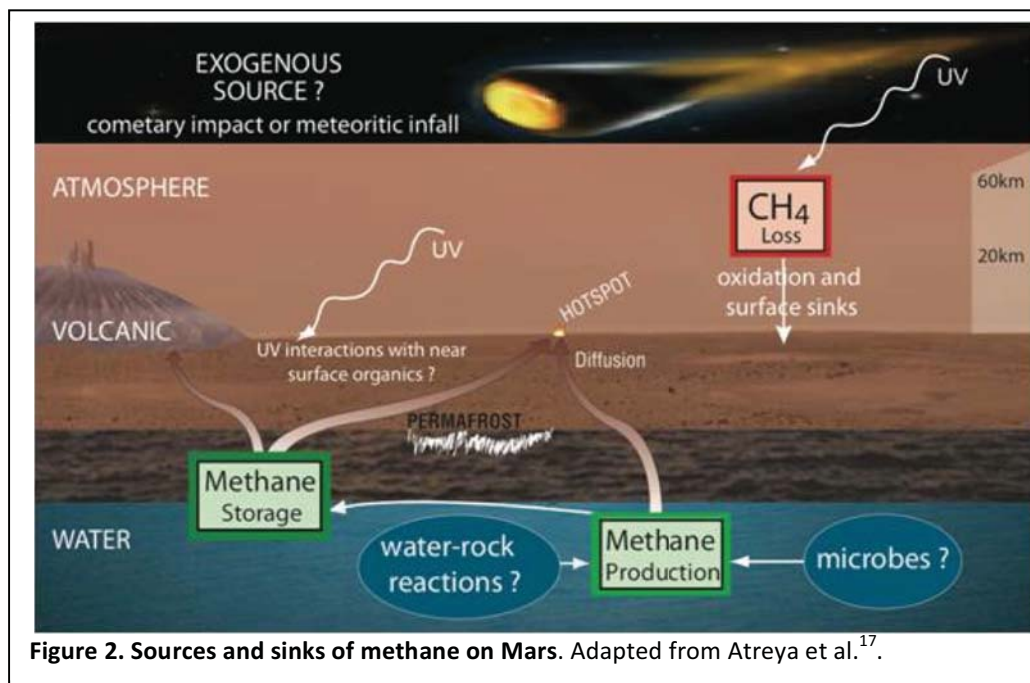 EXOGENOUS
SOURCE ?
cometary impact or meteoritic infall
UV
ATMOSPHERE
60km
CH4
Loss
20km
UV
oxidation and
surface sinks
HOTSPOT
VOLCANIC
UV interactions with near
surface organics ?
Diffusion
PERMAFROST
Methane
Storage
WATER
water-rock
reactions ?
Methane
Production
microbes ?
Figure 2. Sources and sinks of methane on Mars. Adapted from Atreya et al.17.